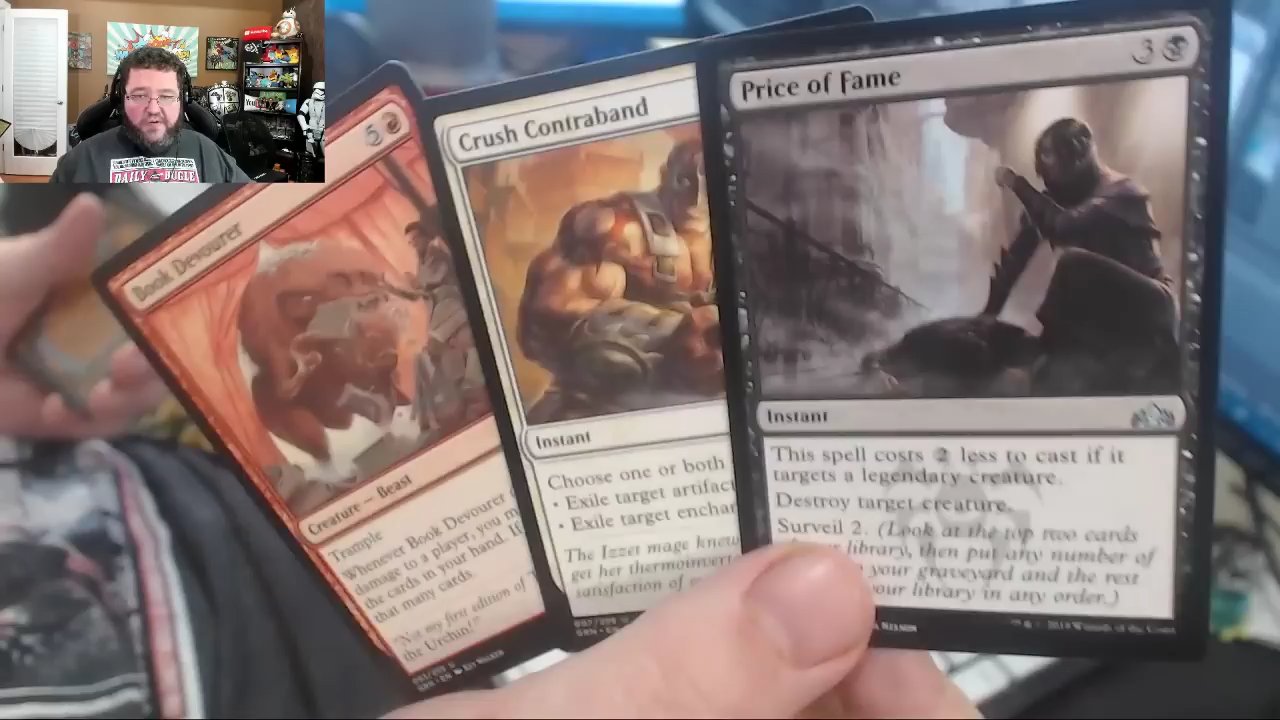 DAILY BUGLE
Book Devourer
5
Creature – Beast
Trample
Whenever Book Devourer
damage to a player, you
the cards in your hand. If
that many cards.
"Not my first edition of
the Urchin!"
Crush Contraband
Instant
Choose one or both
• Exile target artifact
• Exile target enchan
The Izzet mage knew
get her thermoinvert
satisfaction of
Price of Fame
3
Instant
This spell costs 2 less to cast if it
targets a legendary creature.
Destroy target creature.
Surveil 2. (Look at the top two cards
library, then put any number of
your graveyard and the rest
your library in any order.)
NELSON